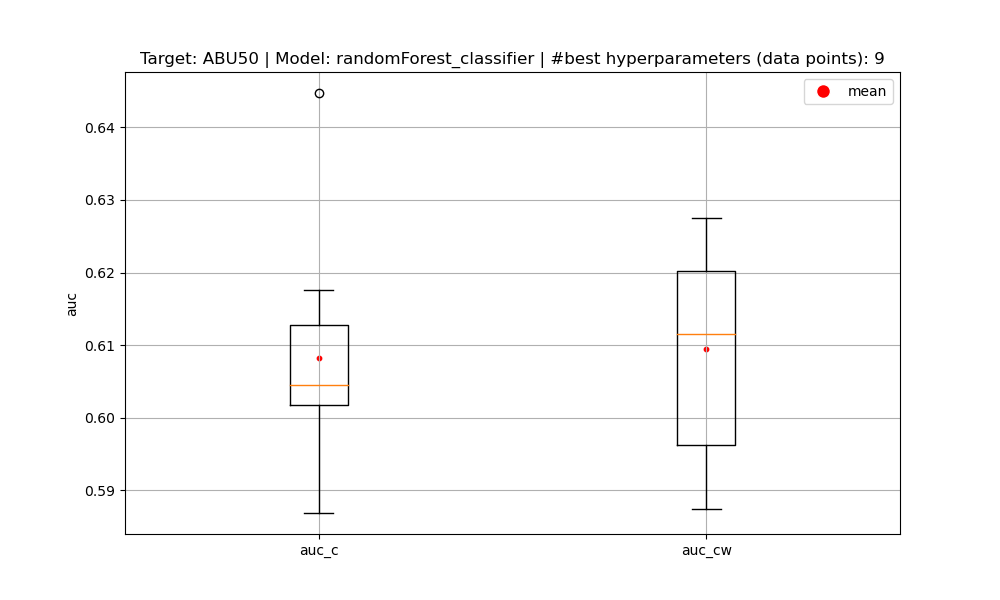 Target: ABU50 | Model: randomForest_classifier | #best hyperparameters (data points): 9
mean
0.64
0.63
0.62
0.61
0.60
0.59
auc
auc_c
auc_cw